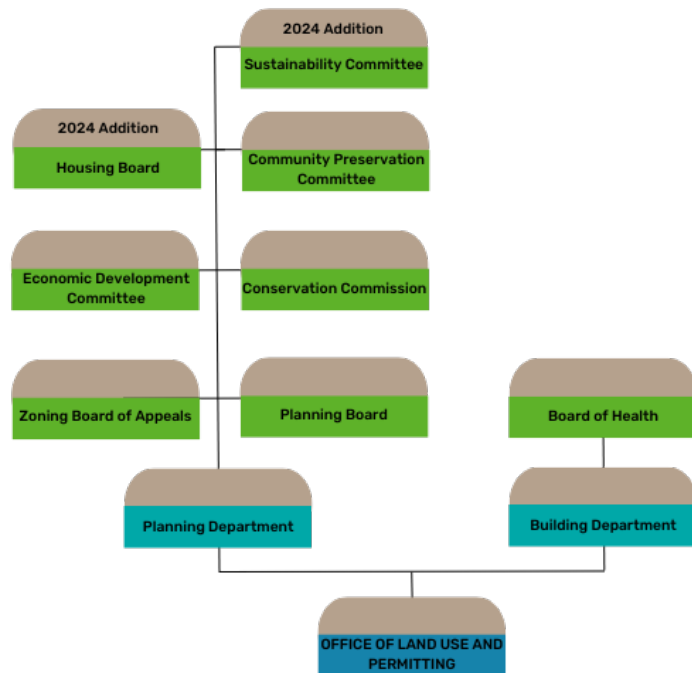 2024 Addition
Sustainability Committee
2024 Addition
Housing Board
Community Preservation
Committee
Economic Development
Committee
Conservation Commission
Zoning Board of Appeals
Planning Board
Board of Health
Planning Department
Building Department
OFFICE OF LAND USE AND
PERMITTING